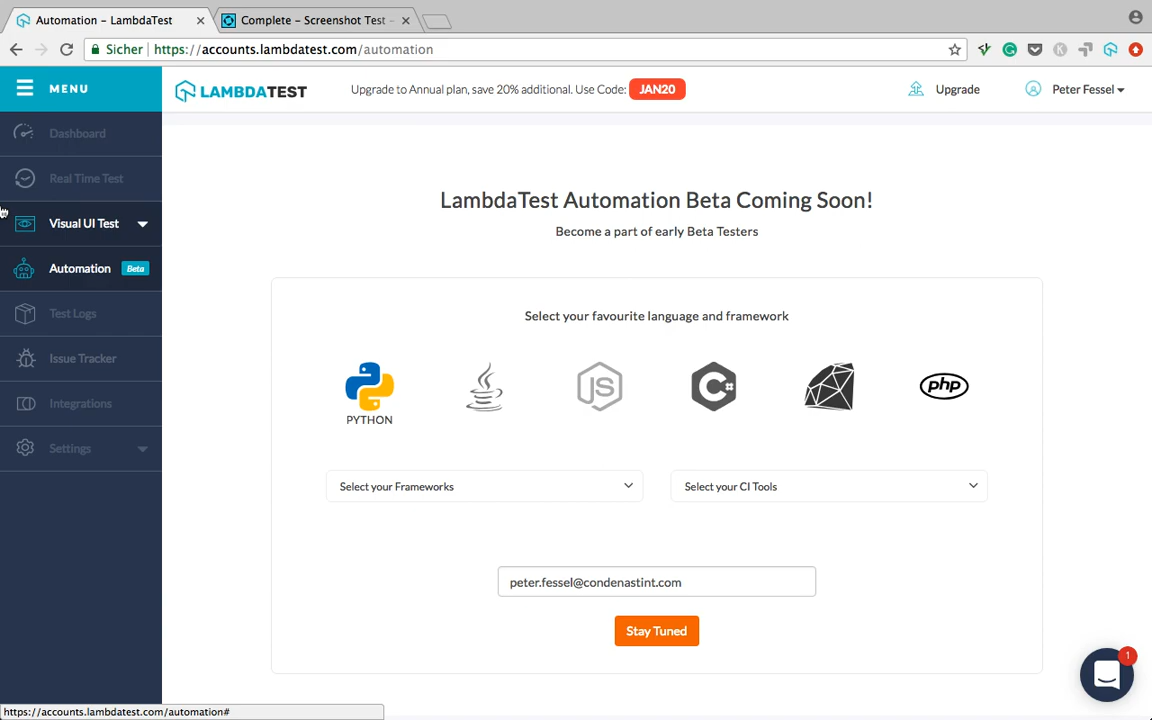 Automation – LambdaTest
Complete – Screenshot Test –
Sicher
https://accounts.lambdatest.com/automation
MENU
LAMBDATEST
Upgrade to Annual plan, save 20% additional. Use Code: JAN20
Upgrade
Peter Fessel
Dashboard
Real Time Test
Visual UI Test
Automation Beta
Test Logs
Issue Tracker
Integrations
Settings
LambdaTest Automation Beta Coming Soon!
Become a part of early Beta Testers
Select your favourite language and framework
JS
C#
php
PYTHON
Select your Frameworks
Select your CI Tools
peter.fessel@condenastint.com
Stay Tuned
1
https://accounts.lambdatest.com/automation#